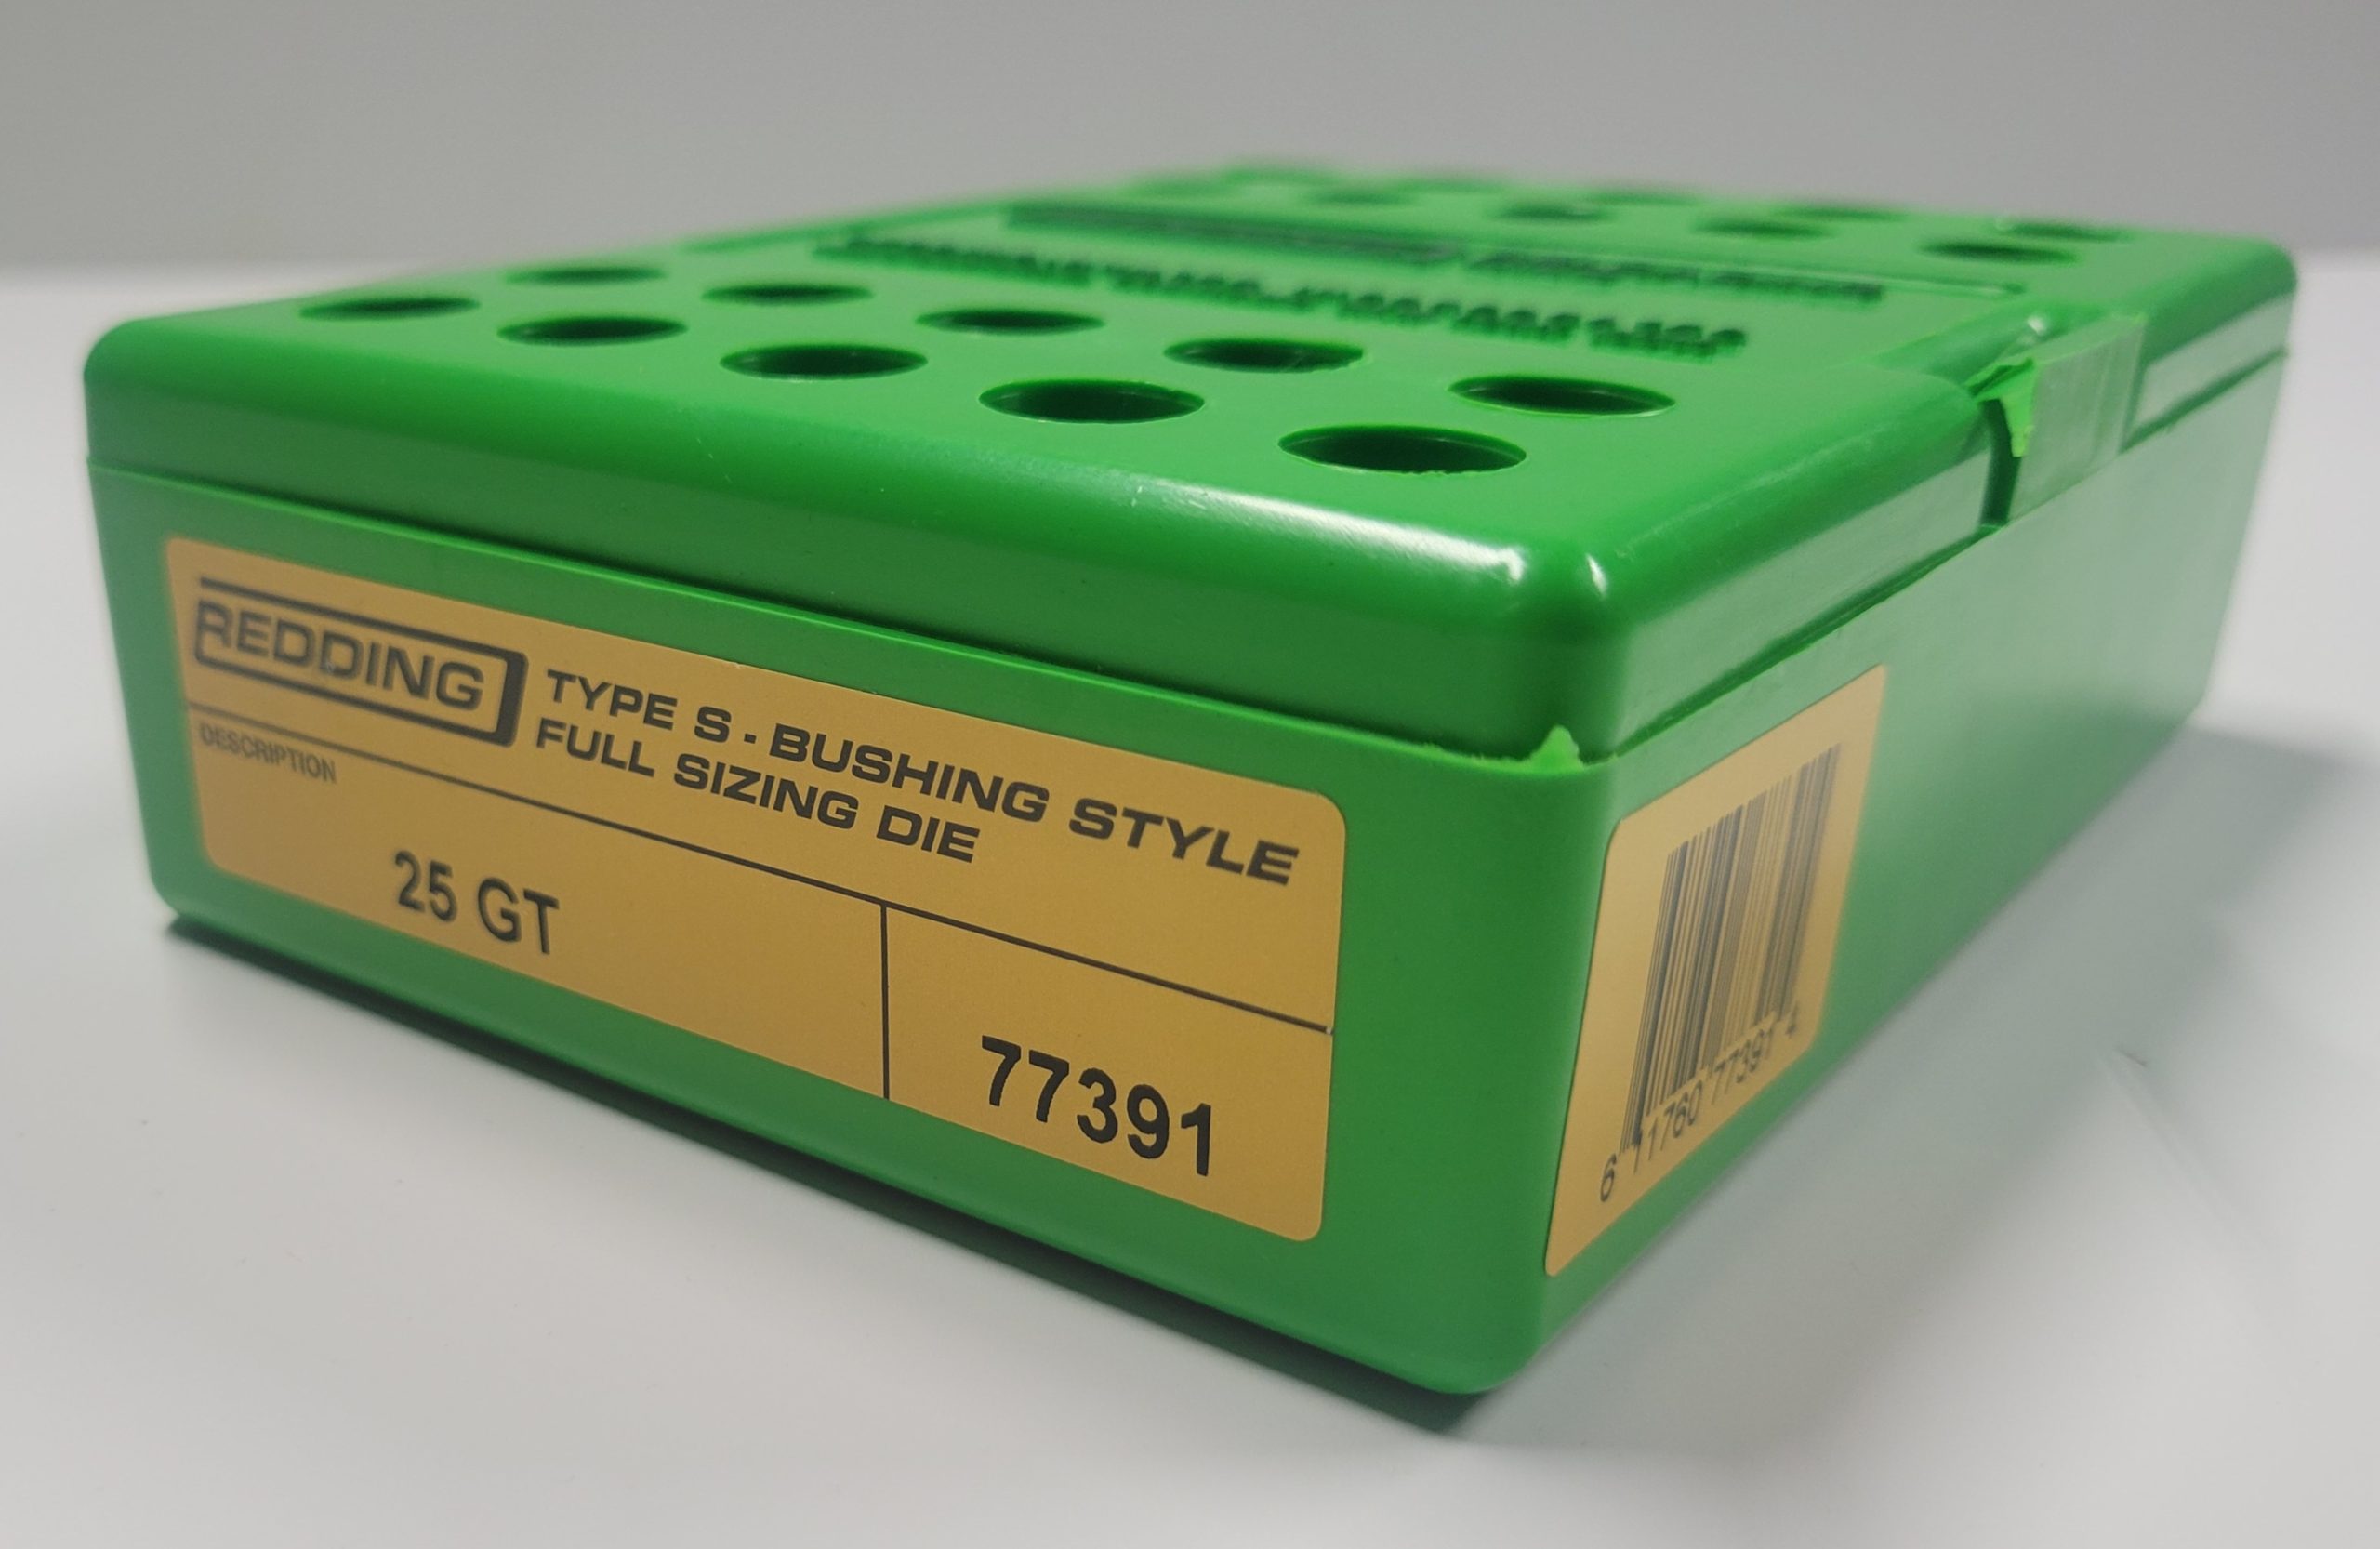 REDDING
TYPE S - BUSHING STYLE
FULL SIZING DIE
DESCRIPTION
25 GT
77391
6 11760 77391 4